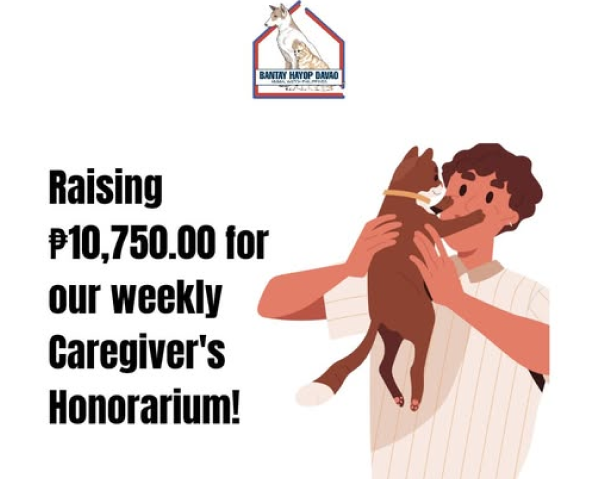 BANTAY HAYOP DAVAO
Raising
₱10,750.00 for
our weekly
Caregiver's
Honorarium!